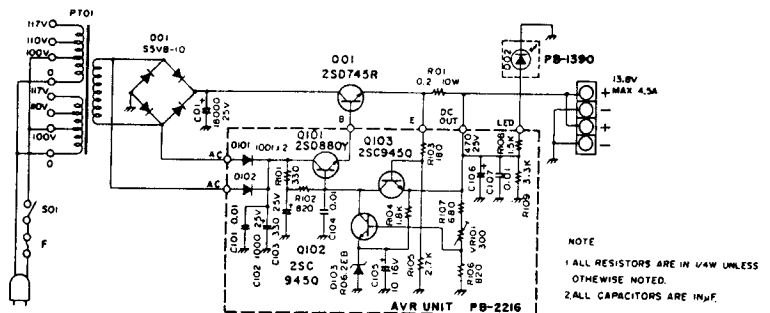 PT01
117V
110V
100V
0
117V
100V
0
S01
F
D01
S5VB-10
C01
18000
25V
Q01
2SD745R
R01
0.2 10W
B
E
DC
OUT
LED
D02
PB-1390
13.8V
MAX 4.5A
+
−
+
−
AC
AC
D101
D102
1001×2
Q101
2SD880Y
Q103
2SC945Q
R101
330
R102
820
C101 0.01
C102 1000 25V
C103 330 25V
C104 0.01
Q102
2SC
945Q
D103
RD6.2EB
C105
10 16V
R103
180
R104
1.8K
R105
2.7K
R107
680
VR101
300
R106
820
470
25V
C106
C107
0.01
R108
1.5K
R109
3.3K
AVR UNIT PB-2216
NOTE
1. ALL RESISTORS ARE IN 1/4W UNLESS
OTHEWISE NOTED.
2. ALL CAPACITORS ARE IN µF.